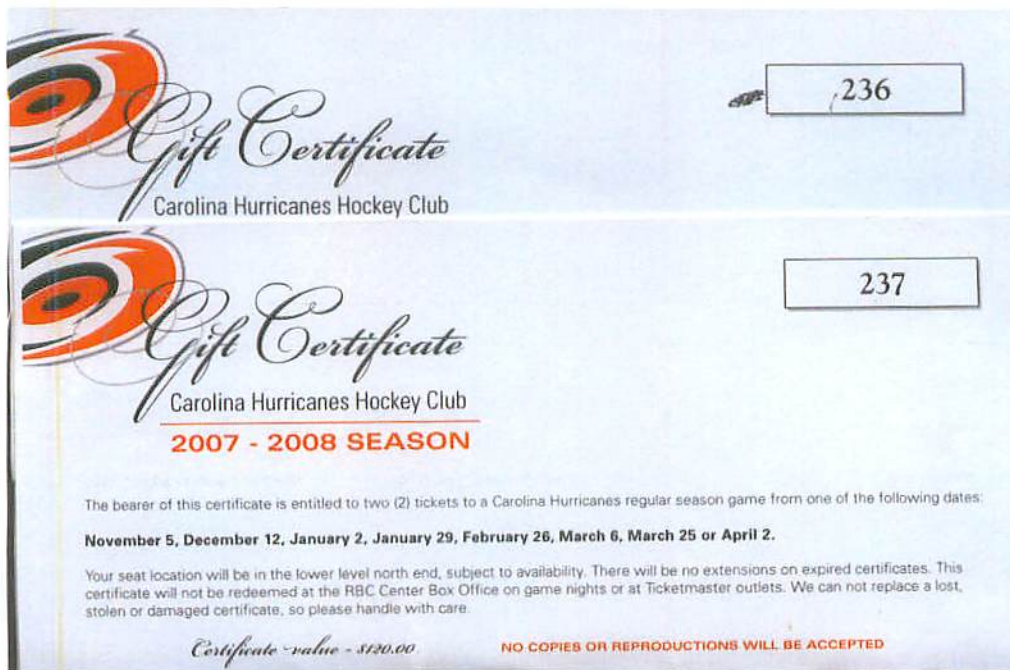 236
Gift Certificate
Carolina Hurricanes Hockey Club
237
Gift Certificate
Carolina Hurricanes Hockey Club
2007 - 2008 SEASON
The bearer of this certificate is entitled to two (2) tickets to a Carolina Hurricanes regular season game from one of the following dates:
November 5, December 12, January 2, January 29, February 26, March 6, March 25 or April 2.
Your seat location will be in the lower level north end, subject to availability. There will be no extensions on expired certificates. This
certificate will not be redeemed at the RBC Center Box Office on game nights or at Ticketmaster outlets. We can not replace a lost,
stolen or damaged certificate, so please handle with care.
Certificate value - $120.00
NO COPIES OR REPRODUCTIONS WILL BE ACCEPTED